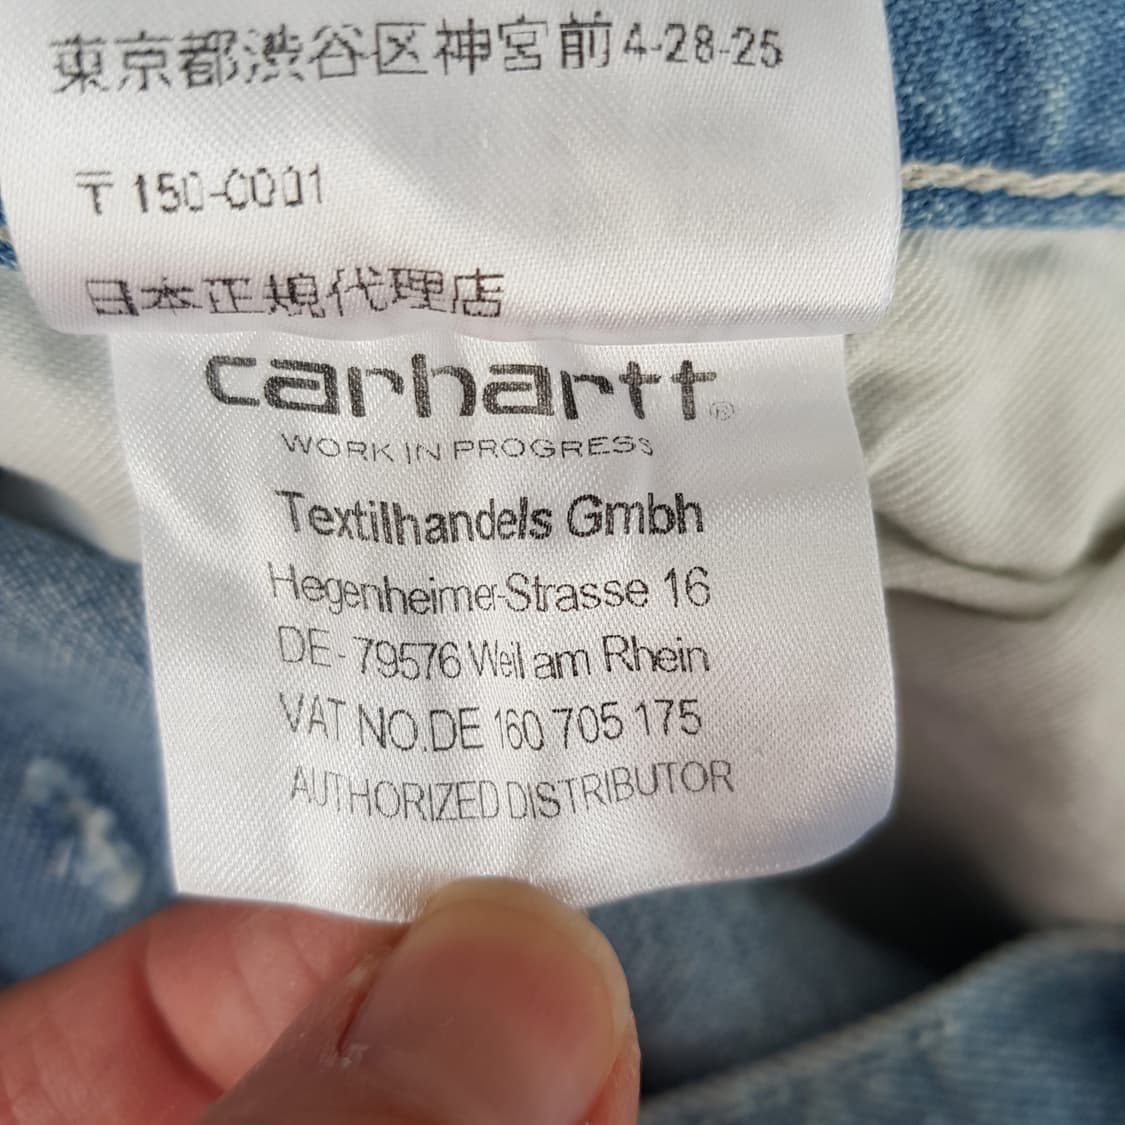 東京都渋谷区神宮前4-28-25
〒150-0001
日本正規代理店
carhartt®
WORK IN PROGRESS
Textilhandels Gmbh
Hegenheimer-Strasse 16
DE-79576 Weil am Rhein
VAT NO.DE 160 705 175
AUTHORIZED DISTRIBUTOR